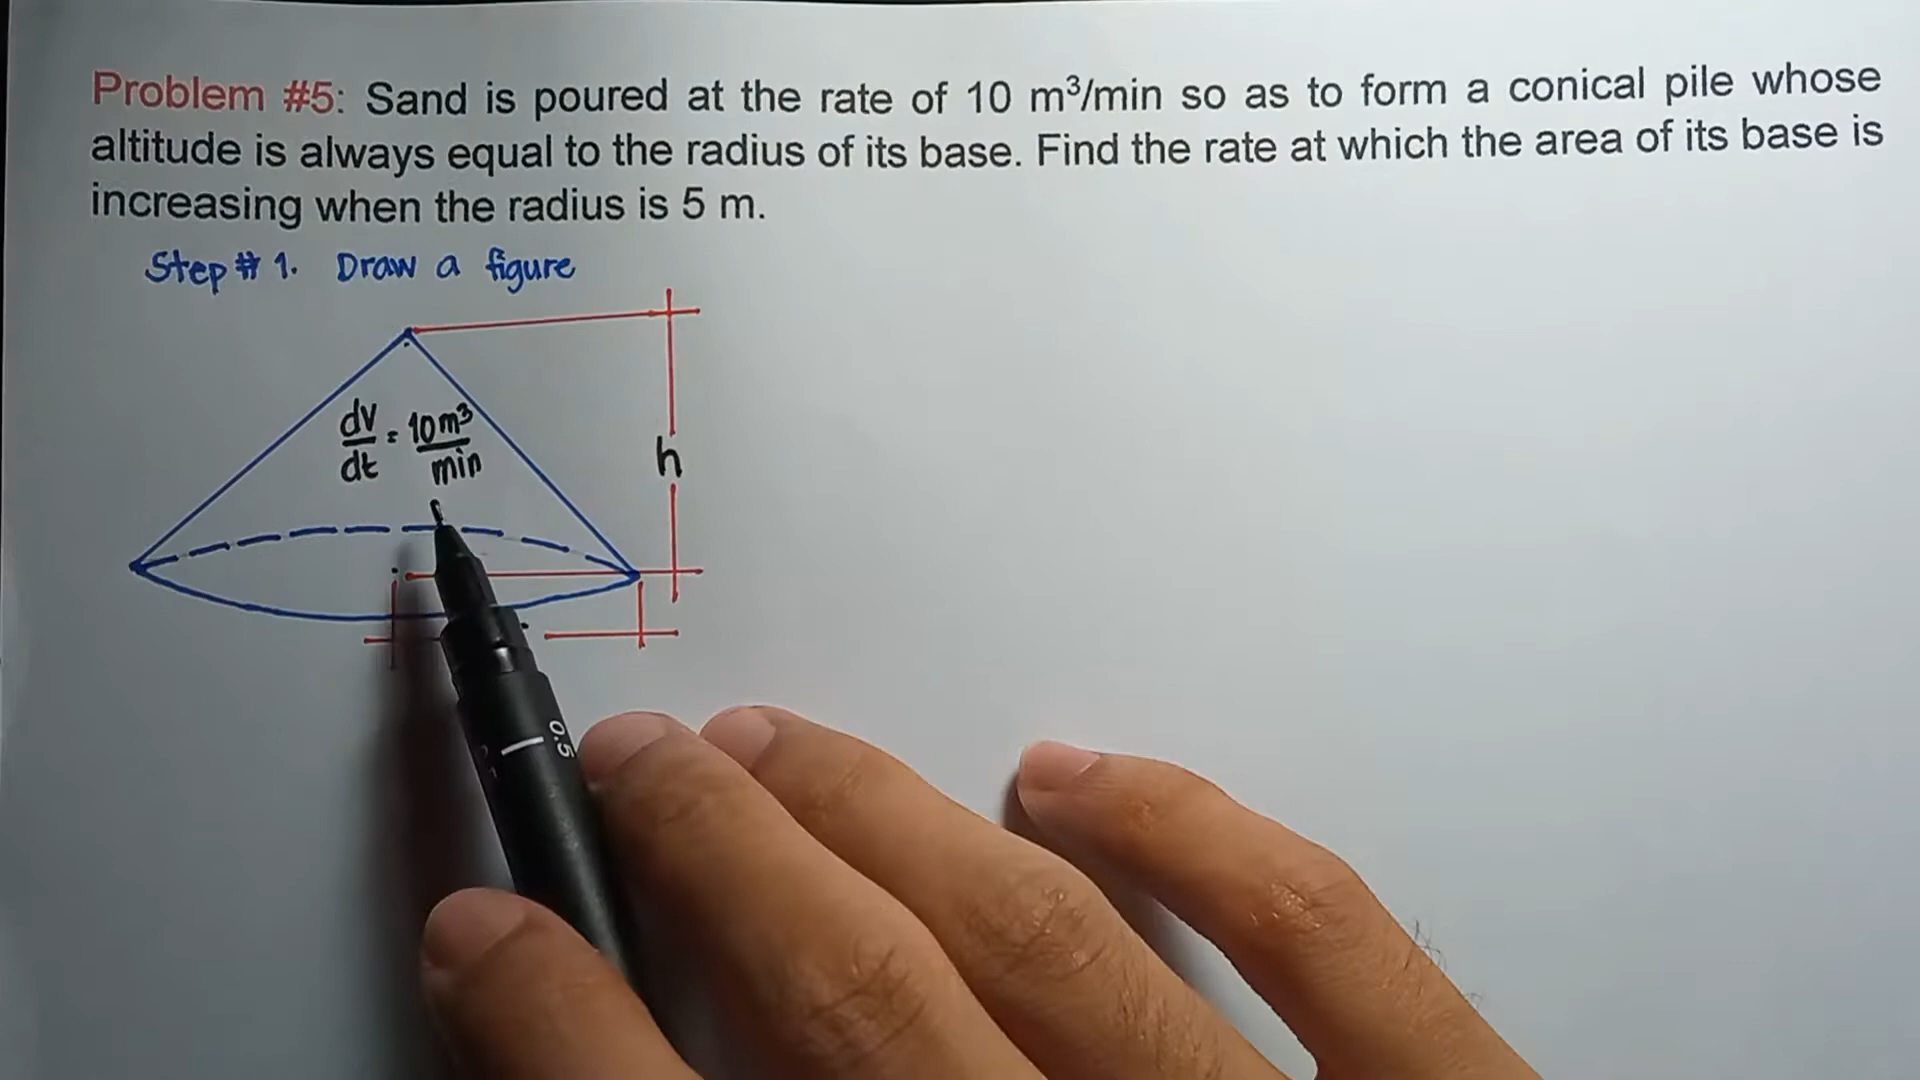 Problem #5: Sand is poured at the rate of 10 m³/min so as to form a conical pile whose
altitude is always equal to the radius of its base. Find the rate at which the area of its base is
increasing when the radius is 5 m.
Step # 1. Draw a figure
dV/dt = 10m³/min
h
0.5